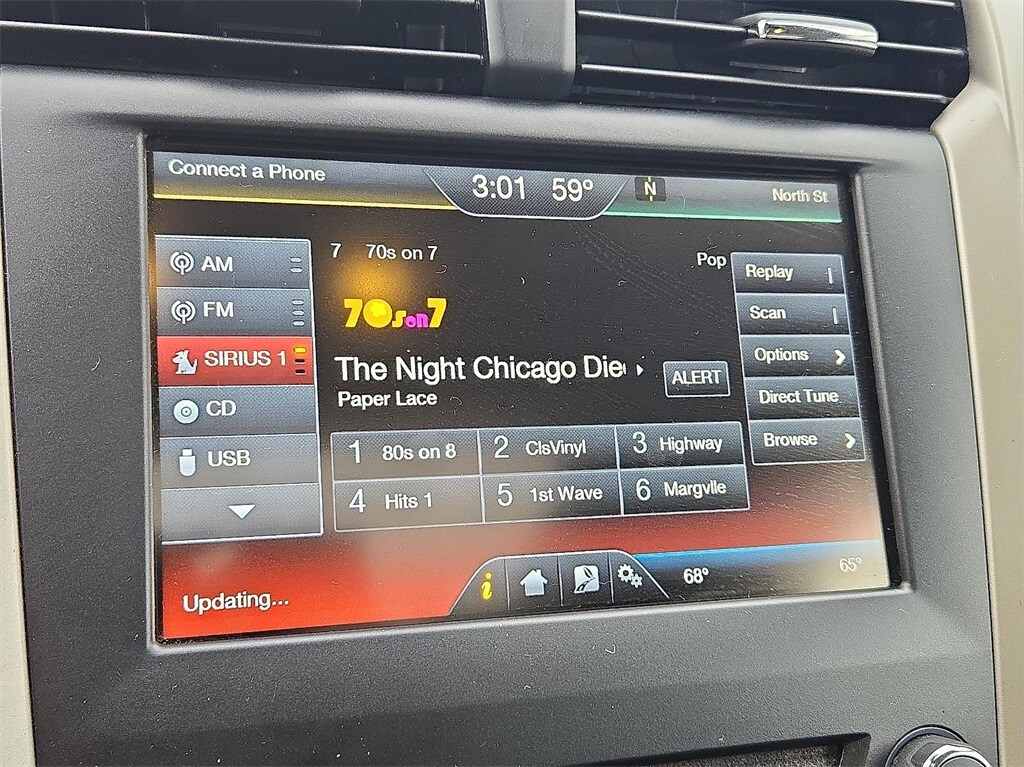 Connect a Phone
3:01 59°
N
North St
AM
FM
SIRIUS 1
CD
USB
7 70s on 7
Pop
70s on 7
The Night Chicago Die
Paper Lace
ALERT
1 80s on 8
2 ClsVinyl
3 Highway
4 Hits 1
5 1st Wave
6 Margvlle
Replay
Scan
Options
Direct Tune
Browse
Updating...
i
68°
65°